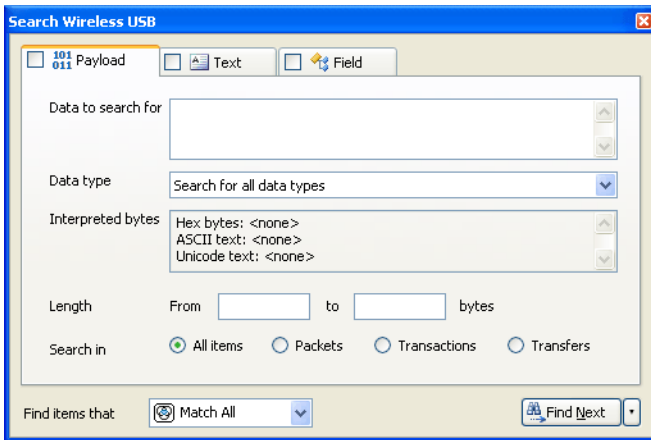 Search Wireless USB
101 011 Payload Text Field
Data to search for
Data type Search for all data types
Interpreted bytes Hex bytes: <none>
ASCII text: <none>
Unicode text: <none>
Length From to bytes
Search in All items Packets Transactions Transfers
Find items that Match All Find Next